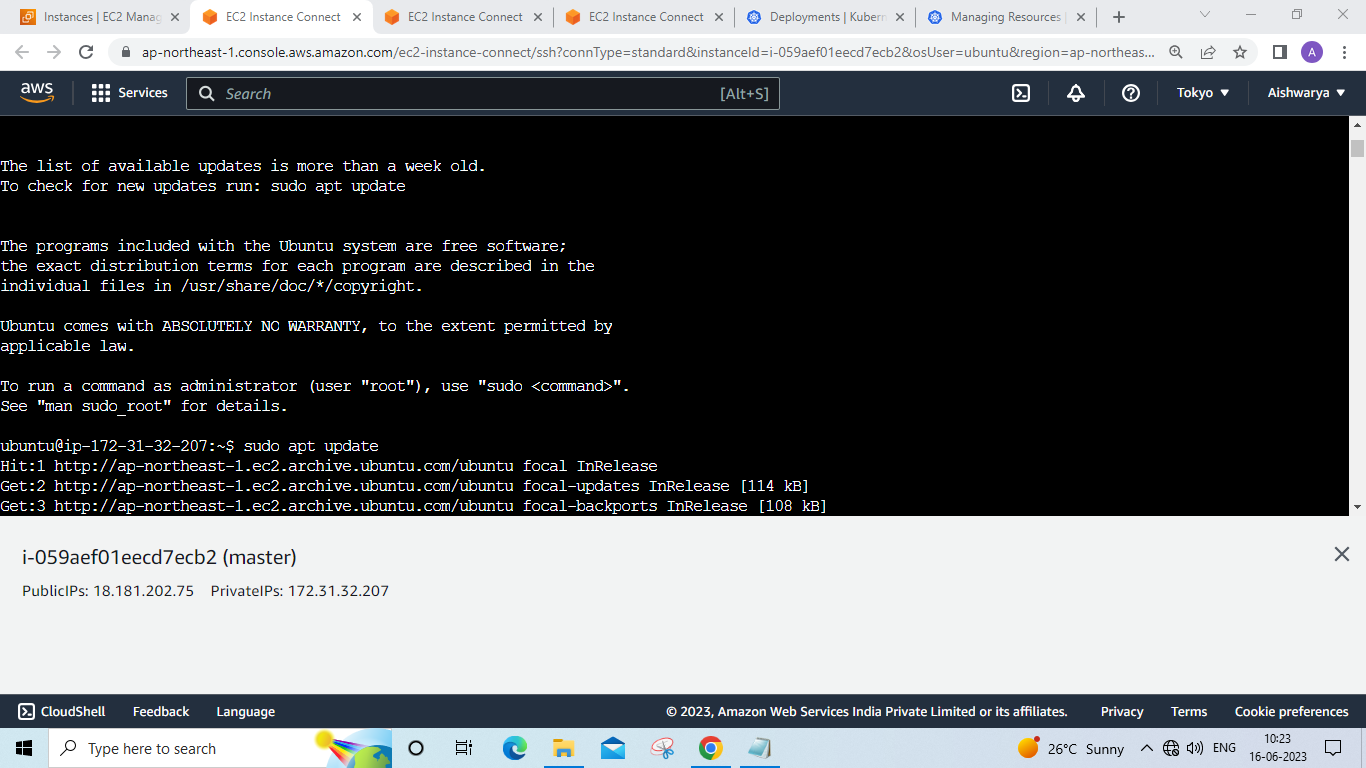 Instances | EC2 Manag
EC2 Instance Connect
EC2 Instance Connect
EC2 Instance Connect
Deployments | Kubern
Managing Resources |
ap-northeast-1.console.aws.amazon.com/ec2-instance-connect/ssh?connType=standard&instanceId=i-059aef01eecd7ecb2&osUser=ubuntu&region=ap-northeas...
A
aws
Services
Search
[Alt+S]
Tokyo
Aishwarya
The list of available updates is more than a week old.
To check for new updates run: sudo apt update
The programs included with the Ubuntu system are free software;
the exact distribution terms for each program are described in the
individual files in /usr/share/doc/*/copyright.
Ubuntu comes with ABSOLUTELY NO WARRANTY, to the extent permitted by
applicable law.
To run a command as administrator (user "root"), use "sudo <command>".
See "man sudo_root" for details.
ubuntu@ip-172-31-32-207:~$ sudo apt update
Hit:1 http://ap-northeast-1.ec2.archive.ubuntu.com/ubuntu focal InRelease
Get:2 http://ap-northeast-1.ec2.archive.ubuntu.com/ubuntu focal-updates InRelease [114 kB]
Get:3 http://ap-northeast-1.ec2.archive.ubuntu.com/ubuntu focal-backports InRelease [108 kB]
i-059aef01eecd7ecb2 (master)
PublicIPs: 18.181.202.75 PrivateIPs: 172.31.32.207
CloudShell
Feedback
Language
© 2023, Amazon Web Services India Private Limited or its affiliates.
Privacy
Terms
Cookie preferences
Type here to search
26°C Sunny
ENG
10:23
16-06-2023